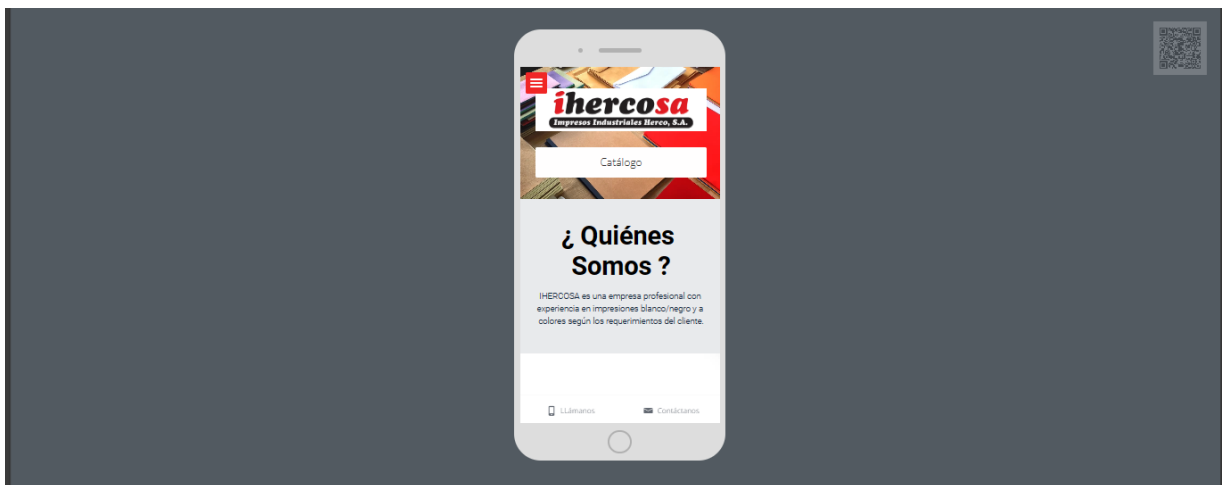 ihercosa
Impresos Industriales Herco, S.A.
Catálogo
¿ Quiénes
Somos ?
IHERCOSA es una empresa profesional con
experiencia en impresiones blanco/negro y a
colores según los requerimientos del cliente.
LLámanos
Contáctanos